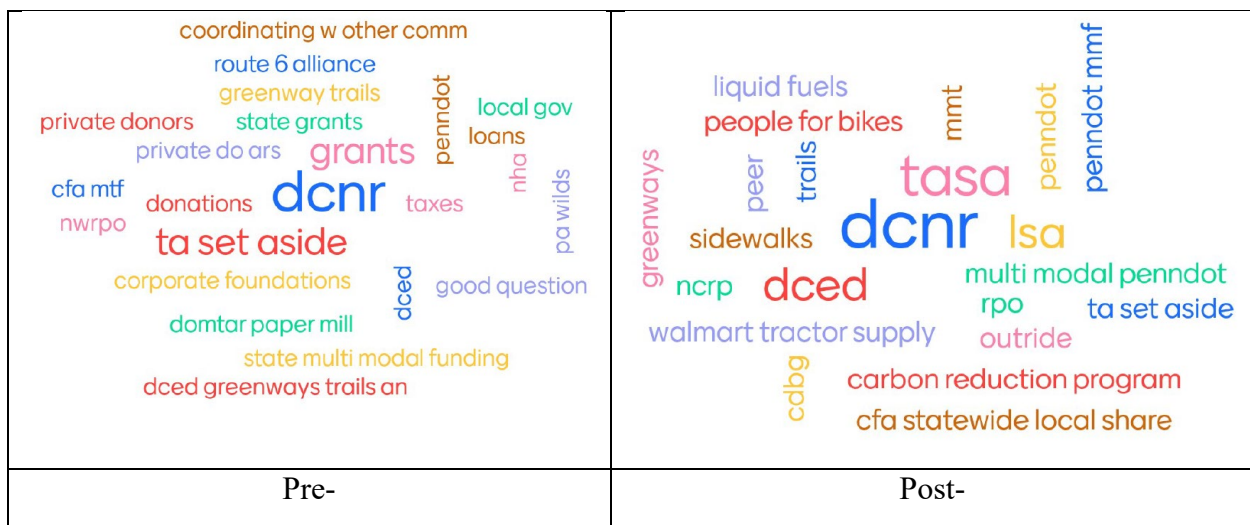 coordinating w other comm
route 6 alliance
greenway trails
penndot
local gov
private donors
state grants
loans
private do ars
grants
nha
cfa mtf
dcnr
pa wilds
donations
taxes
nwrpo
ta set aside
corporate foundations
dced
good question
domtar paper mill
state multi modal funding
dced greenways trails an
Pre-
liquid fuels
mmt
penndot
penndot mmf
people for bikes
greenways
peer
trails
tasa
dcnr
sidewalks
lsa
ncrp
dced
multi modal penndot
rpo
ta set aside
walmart tractor supply
outride
cdbg
carbon reduction program
cfa statewide local share
Post-